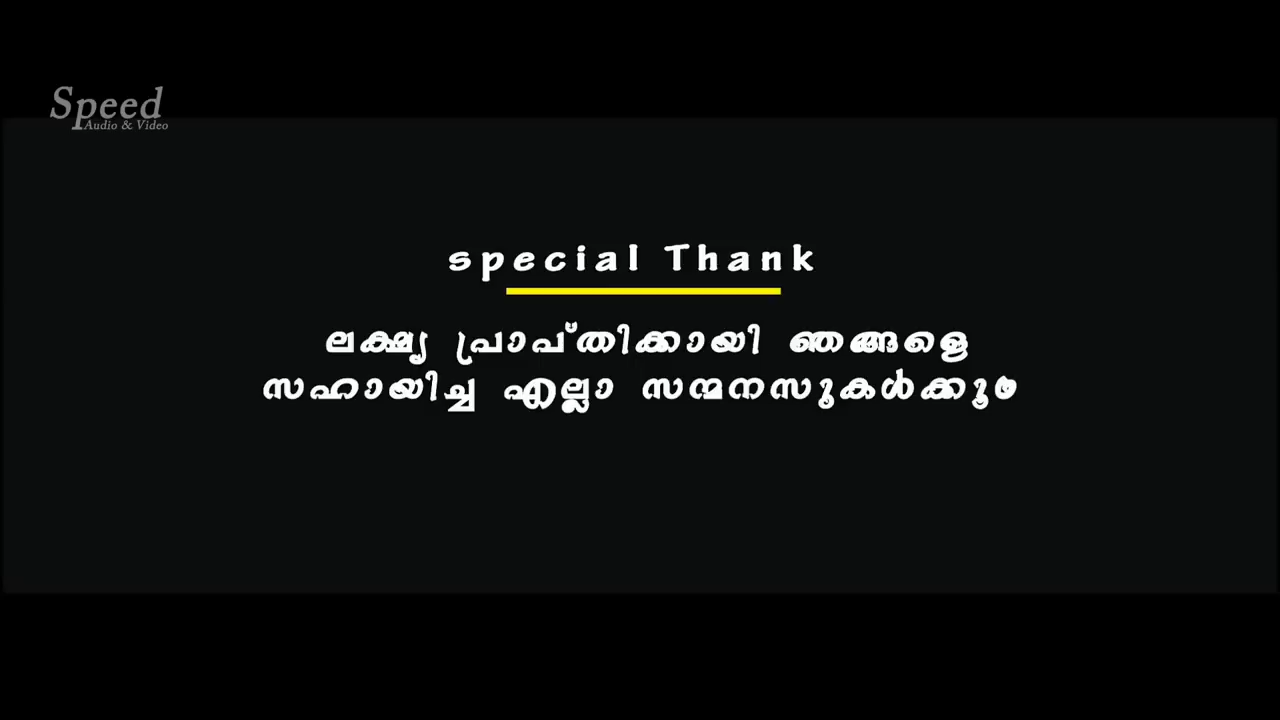 Speed
Audio & Video
special Thank
ലക്ഷ്യ പ്രാപ്തിക്കായി ഞങ്ങളെ
സഹായിച്ച എല്ലാ സന്മനസുകൾക്കും